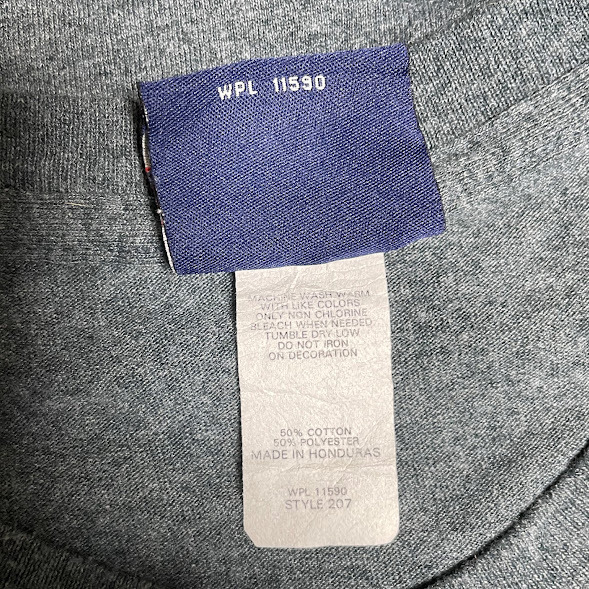 WPL 11590
MACHINE WASH WARM
WITH LIKE COLORS
ONLY NON CHLORINE
BLEACH WHEN NEEDED
TUMBLE DRY LOW
DO NOT IRON
ON DECORATION
50% COTTON
50% POLYESTER
MADE IN HONDURAS
WPL 11590
STYLE 207